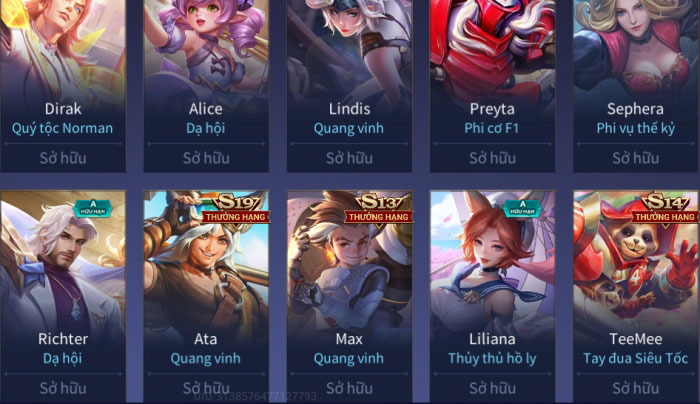 Dirak
Quý tộc Norman
Sở hữu
Alice
Dạ hội
Sở hữu
Lindis
Quang vinh
Sở hữu
Preyta
Phi cơ F1
Sở hữu
Sephera
Phi vụ thế kỷ
Sở hữu
A
HỮU HẠN
Richter
Dạ hội
Sở hữu
S19
THƯỞNG HẠNG
Ata
Quang vinh
Sở hữu
S13
THƯỞNG HẠNG
Max
Quang vinh
Sở hữu
A
HỮU HẠN
Liliana
Thủy thủ hồ ly
Sở hữu
S14
THƯỞNG HẠNG
TeeMee
Tay đua Siêu Tốc
Sở hữu